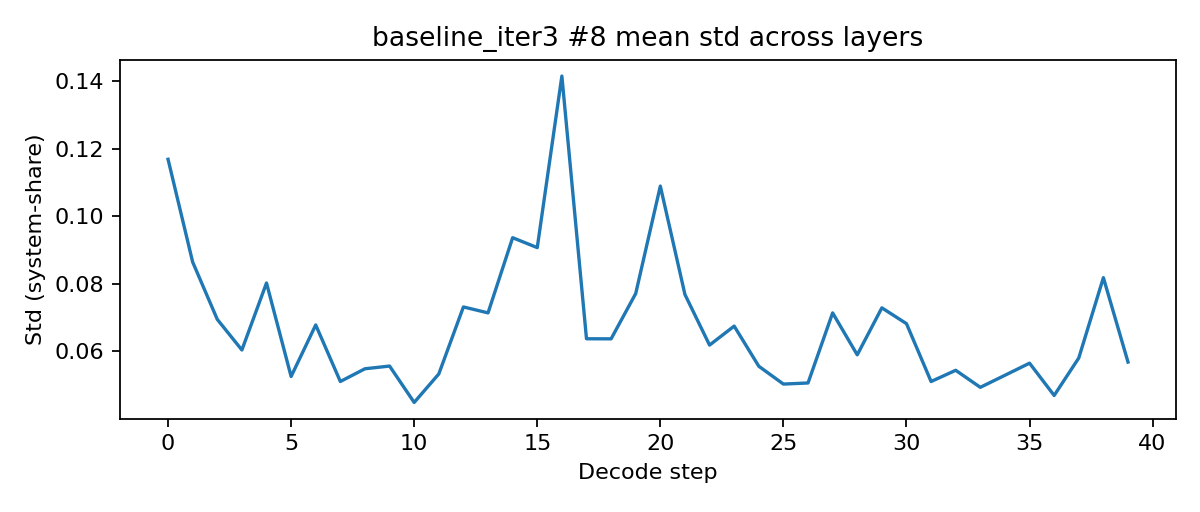 baseline_iter3 #8 mean std across layers
Std (system-share)
0.14
0.12
0.10
0.08
0.06
0 5 10 15 20 25 30 35 40
Decode step